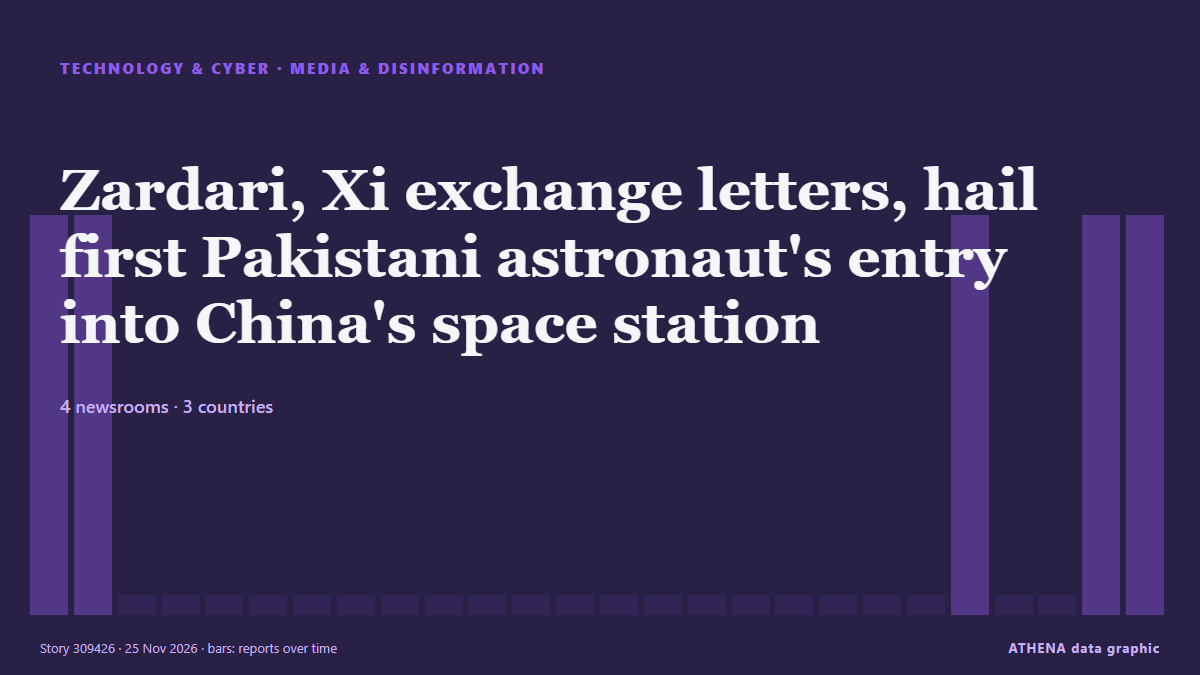 TECHNOLOGY & CYBER · MEDIA & DISINFORMATION
Zardari, Xi exchange letters, hail
first Pakistani astronaut's entry
into China's space station
4 newsrooms · 3 countries
Story 309426 · 25 Nov 2026 · bars: reports over time
ATHENA data graphic